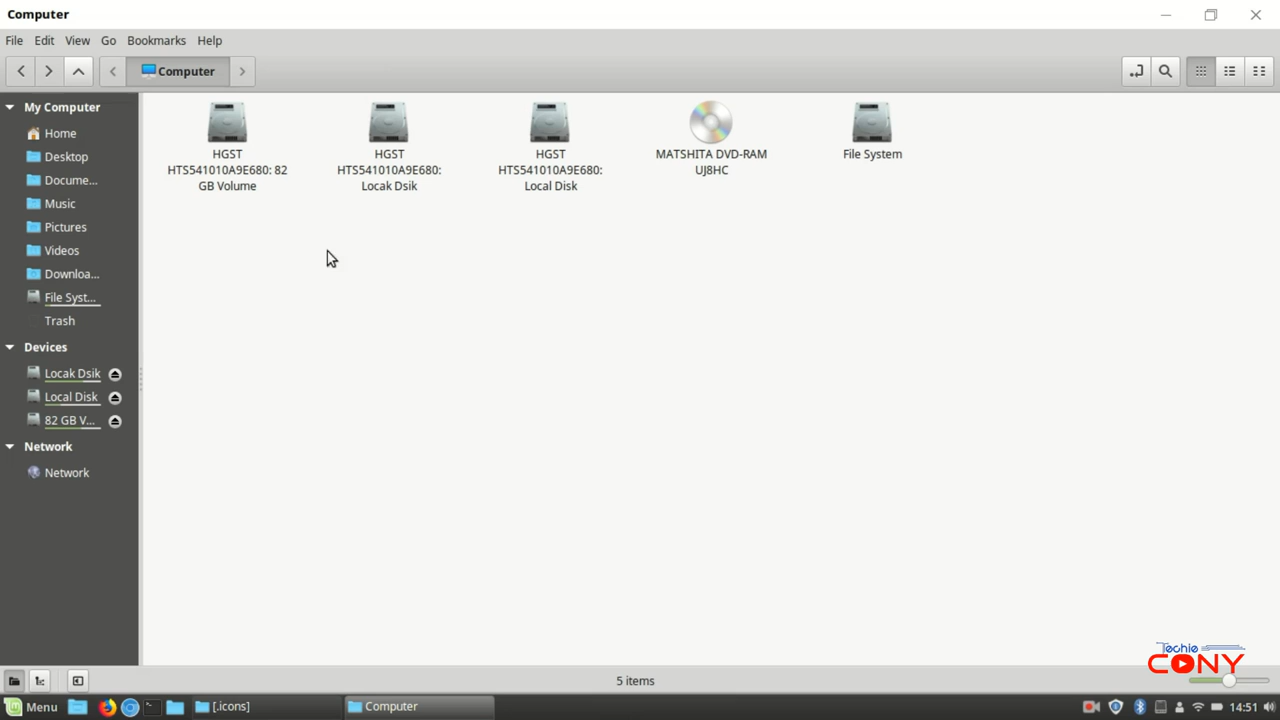 Computer
File Edit View Go Bookmarks Help
Computer
My Computer
Home
Desktop
Docume...
Music
Pictures
Videos
Downloa...
File Syst...
Trash
Devices
Locak Dsik
Local Disk
82 GB V...
Network
Network
HGST
HTS541010A9E680: 82
GB Volume
HGST
HTS541010A9E680:
Locak Dsik
HGST
HTS541010A9E680:
Local Disk
MATSHITA DVD-RAM
UJ8HC
File System
5 items
Techie
CONY
Menu
[.icons]
Computer
14:51